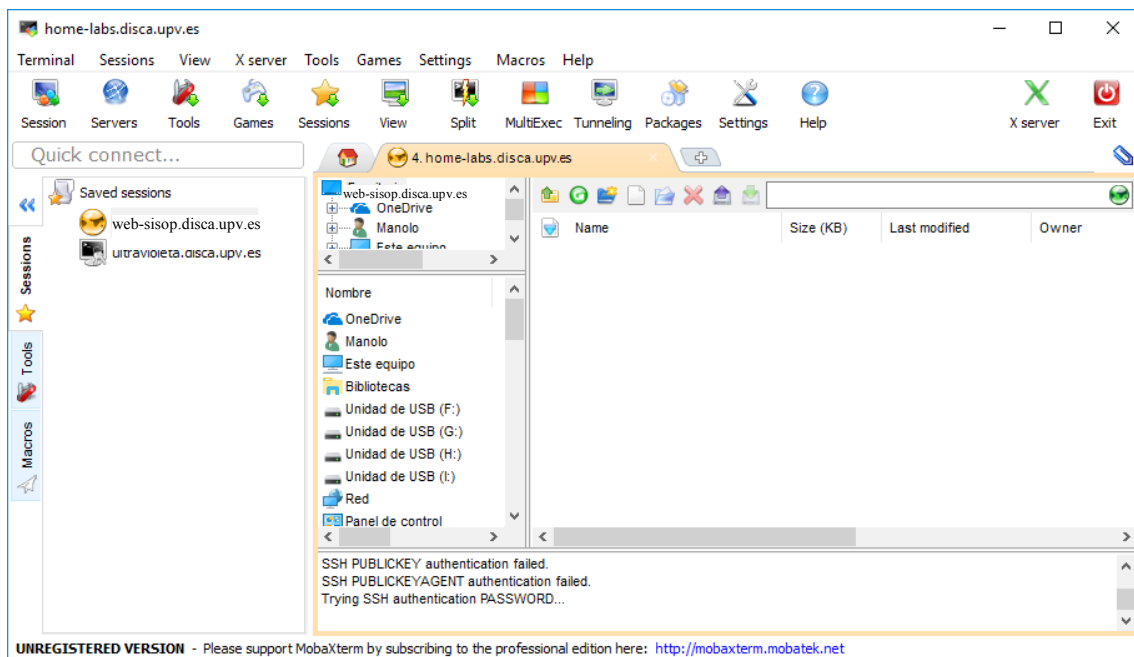 home-labs.disca.upv.es
Terminal Sessions View X server Tools Games Settings Macros Help
Session Servers Tools Games Sessions View Split MultiExec Tunneling Packages Settings Help X server Exit
Quick connect...
4. home-labs.disca.upv.es
Sessions
Tools
Macros
Saved sessions
web-sisop.disca.upv.es
ultravioleta.disca.upv.es
web-sisop.disca.upv.es
OneDrive
Manolo
Este equipo
Nombre
OneDrive
Manolo
Este equipo
Bibliotecas
Unidad de USB (F:)
Unidad de USB (G:)
Unidad de USB (H:)
Unidad de USB (I:)
Red
Panel de control
Name Size (KB) Last modified Owner
SSH PUBLICKEY authentication failed.
SSH PUBLICKEYAGENT authentication failed.
Trying SSH authentication PASSWORD...
UNREGISTERED VERSION - Please support MobaXterm by subscribing to the professional edition here: http://mobaxterm.mobatek.net